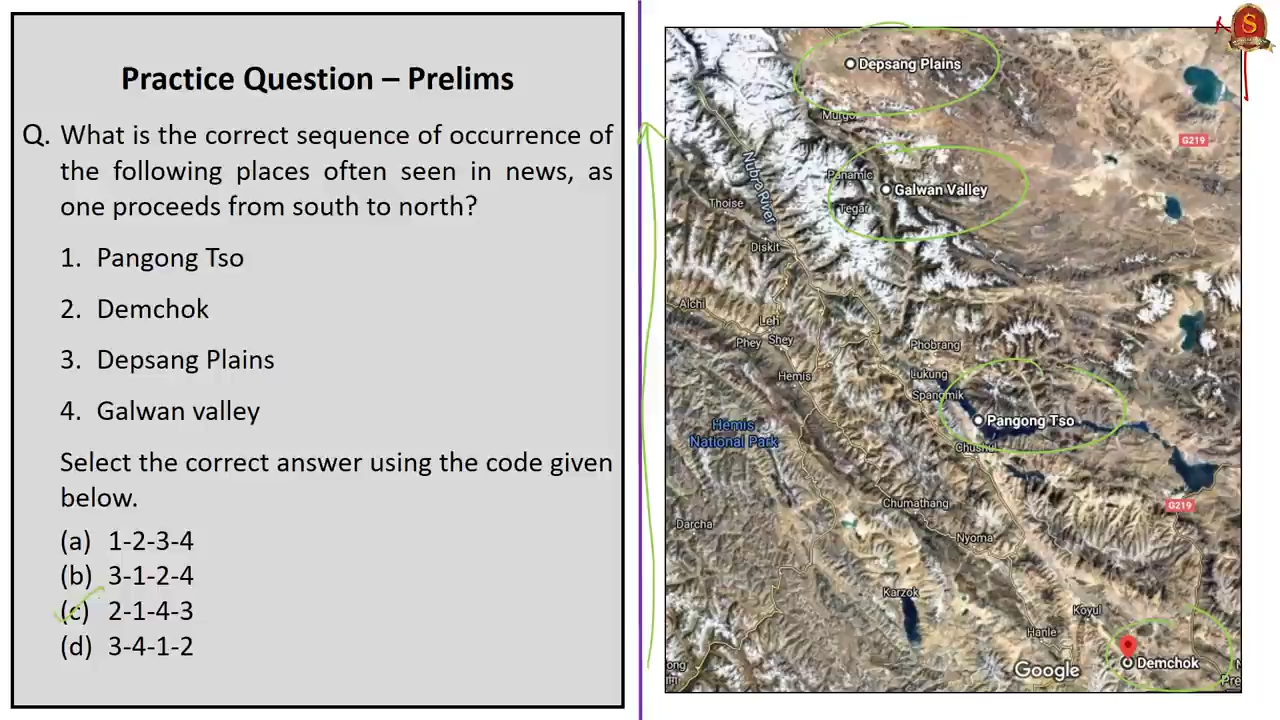 Practice Question – Prelims
Q. What is the correct sequence of occurrence of
the following places often seen in news, as
one proceeds from south to north?
1. Pangong Tso
2. Demchok
3. Depsang Plains
4. Galwan valley
Select the correct answer using the code given
below.
(a) 1-2-3-4
(b) 3-1-2-4
(c) 2-1-4-3
(d) 3-4-1-2
S
Depsang Plains
Murgo
G219
Nubra River
Panamic
Galwan Valley
Thoise
Tegar
Diskit
Alchi
Leh
Phey
Shey
Phobrang
Hemis
Lukung
Spangmik
Pangong Tso
Hemis
National Park
Chushul
Chumathang
G219
Darcha
Nyoma
Karzok
Koyul
Hanle
Demchok
Google
ong